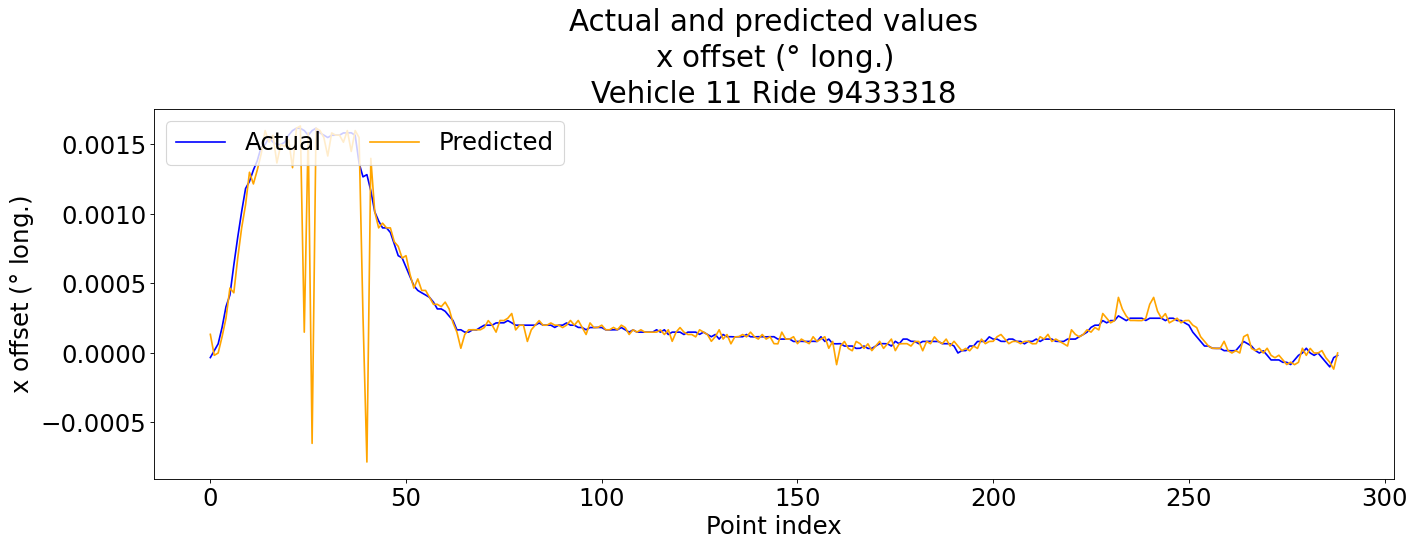 Actual and predicted values
x offset (° long.)
Vehicle 11 Ride 9433318
Actual Predicted
x offset (° long.)
0.0015
0.0010
0.0005
0.0000
−0.0005
0 50 100 150 200 250 300
Point index